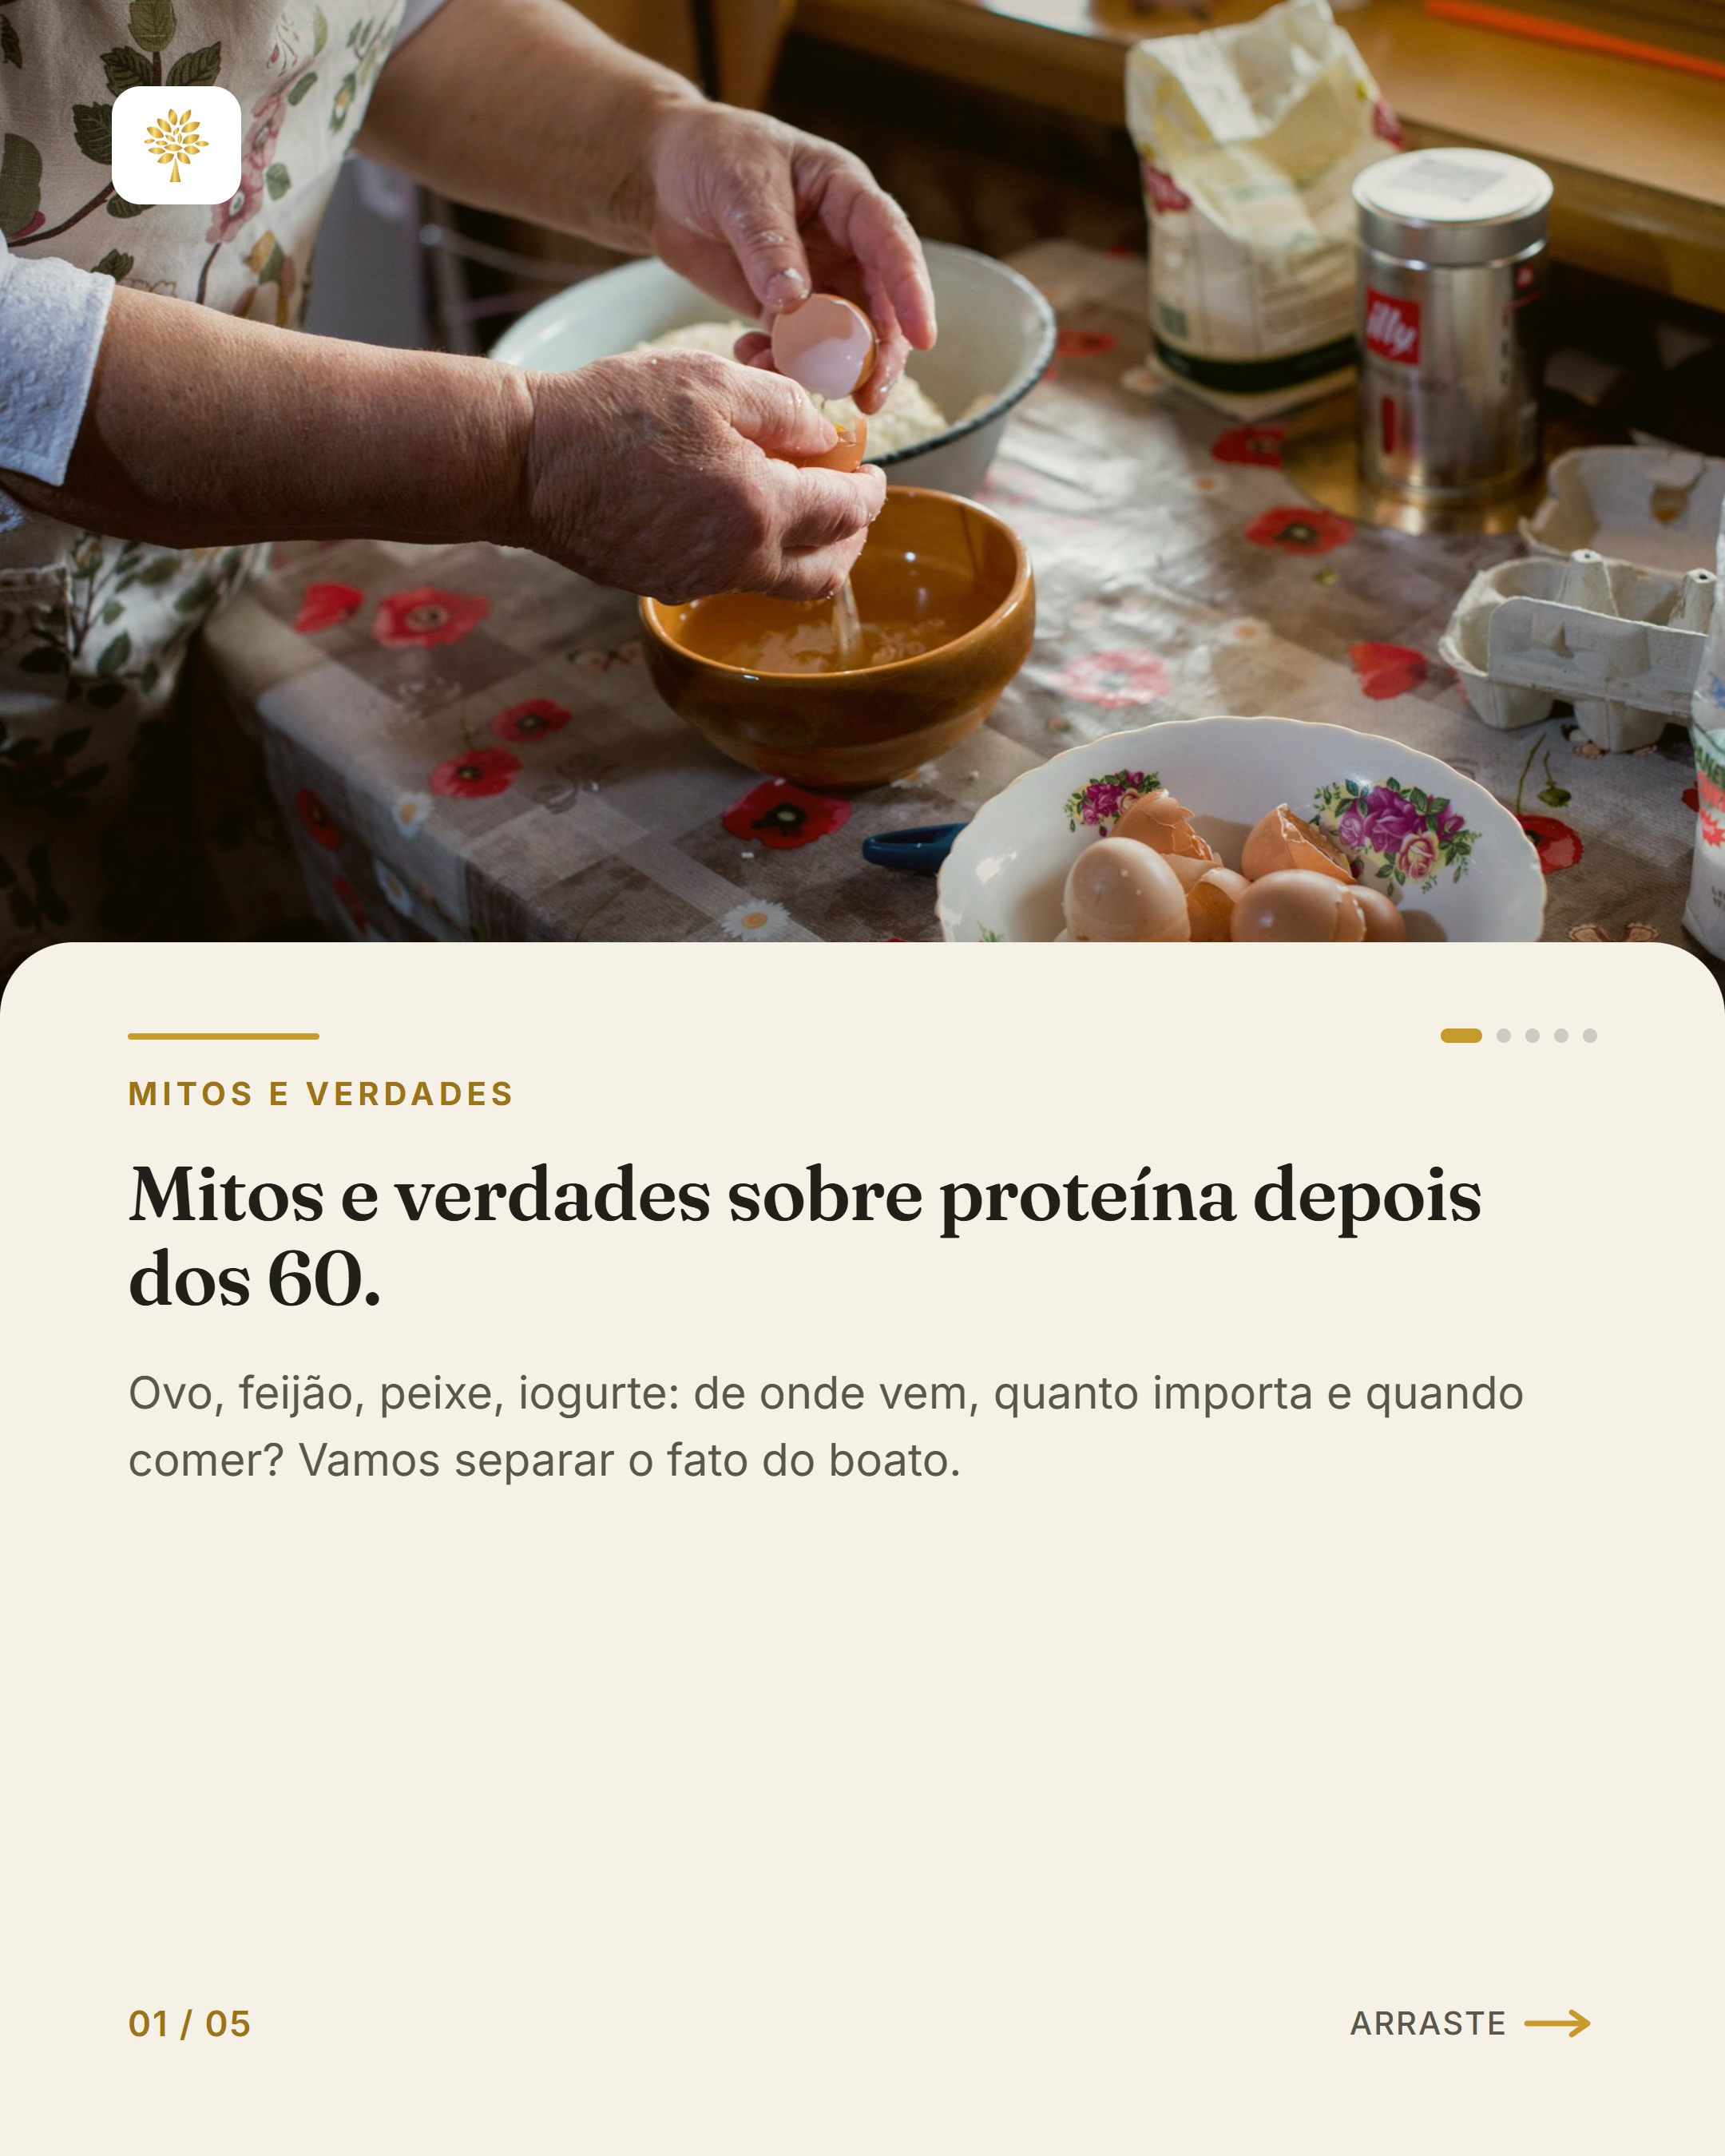 illy
MITOS E VERDADES
Mitos e verdades sobre proteína depois
dos 60.
Ovo, feijão, peixe, iogurte: de onde vem, quanto importa e quando
comer? Vamos separar o fato do boato.
01 / 05
ARRASTE